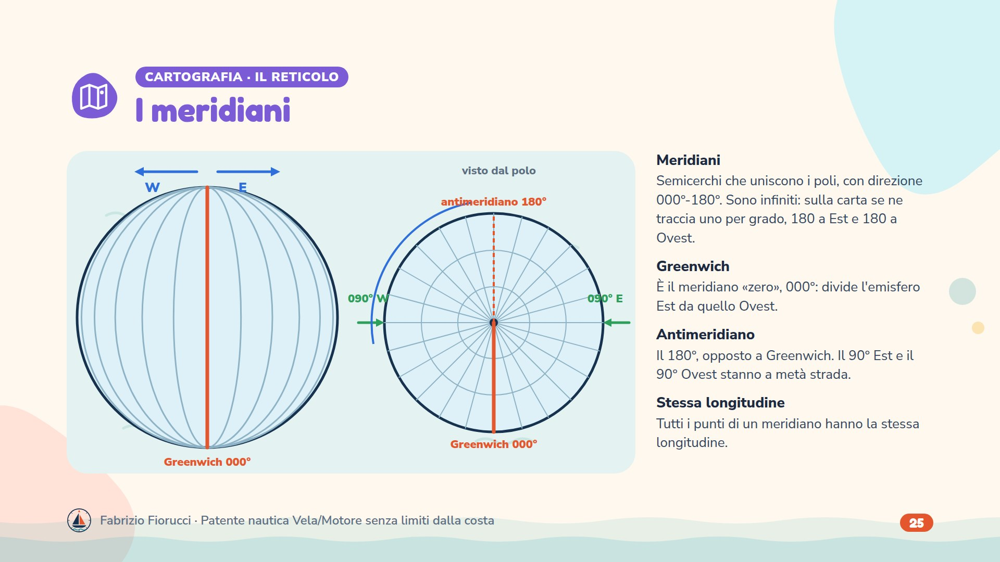 CARTOGRAFIA · IL RETICOLO
I meridiani
W
E
Greenwich 000°
visto dal polo
antimeridiano 180°
090° W
090° E
Greenwich 000°
Meridiani
Semicerchi che uniscono i poli, con direzione
000°-180°. Sono infiniti: sulla carta se ne
traccia uno per grado, 180 a Est e 180 a
Ovest.
Greenwich
È il meridiano «zero», 000°: divide l'emisfero
Est da quello Ovest.
Antimeridiano
Il 180°, opposto a Greenwich. Il 90° Est e il
90° Ovest stanno a metà strada.
Stessa longitudine
Tutti i punti di un meridiano hanno la stessa
longitudine.
Fabrizio Fiorucci · Patente nautica Vela/Motore senza limiti dalla costa
25